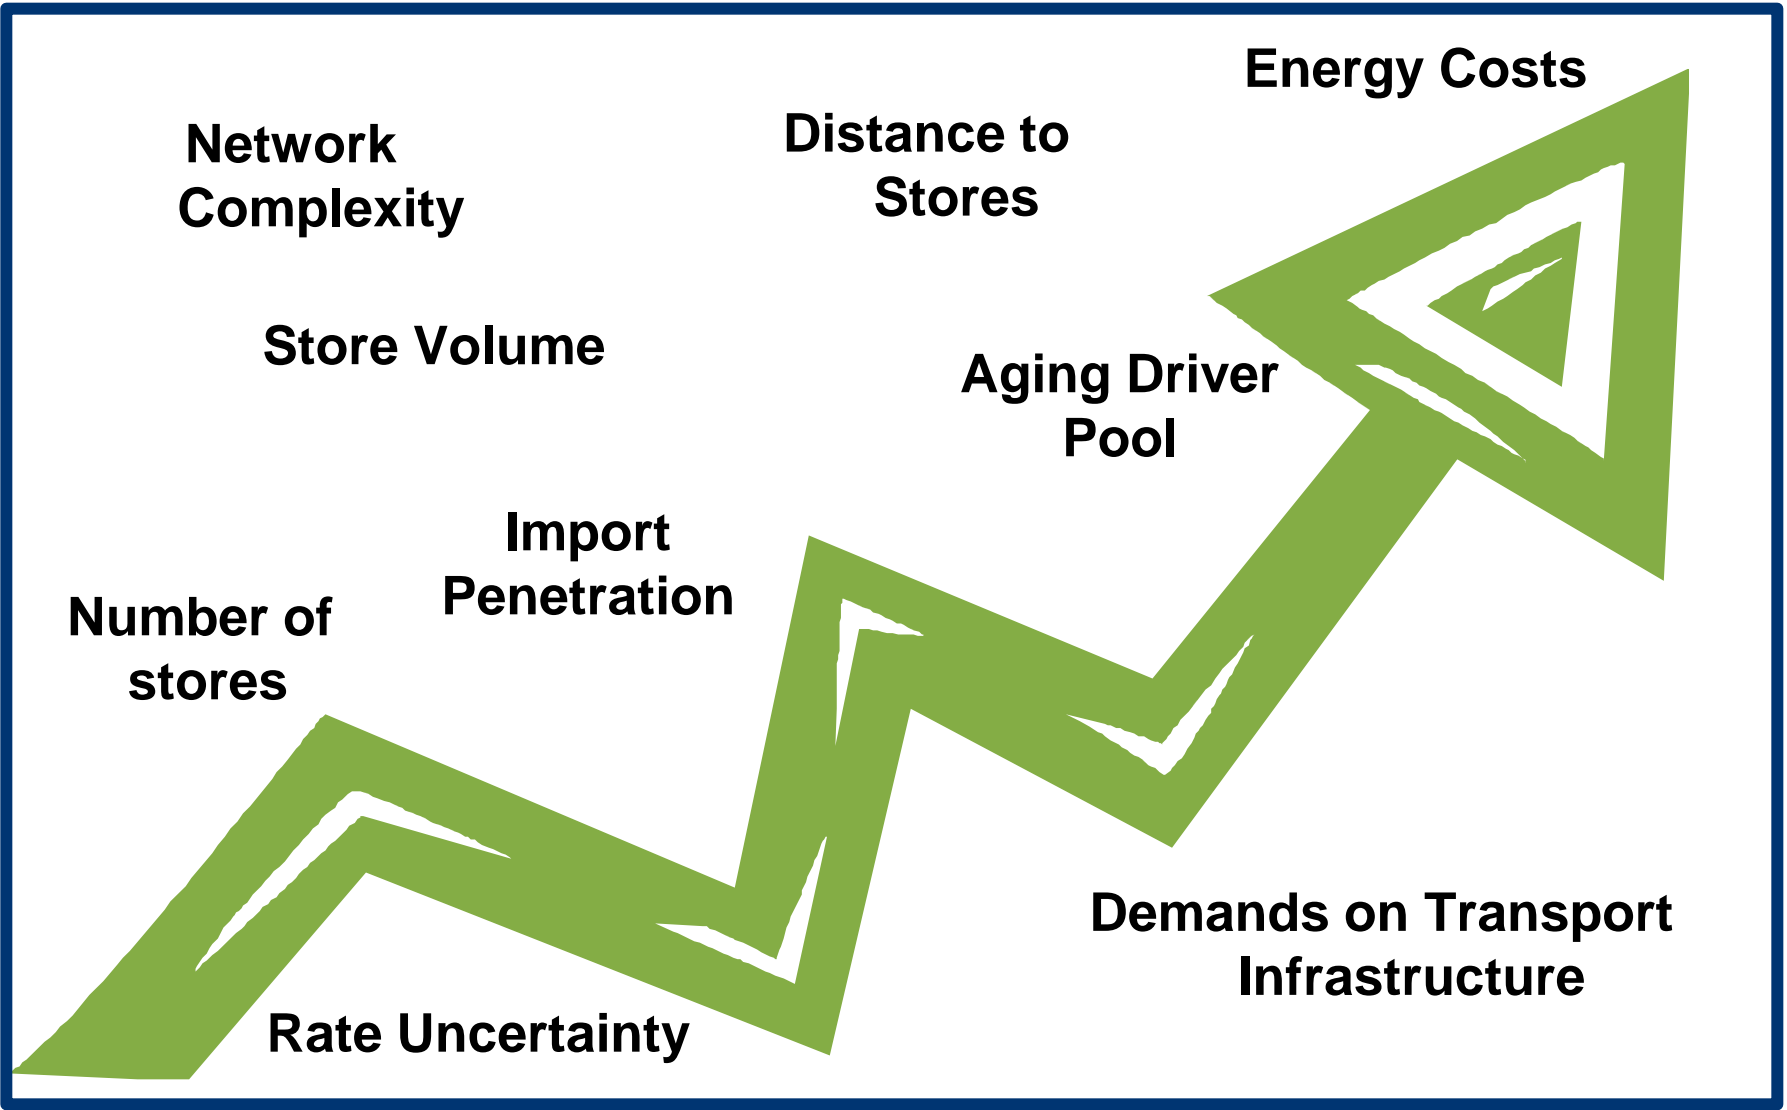 Energy Costs
Network
Complexity
Distance to
Stores
Store Volume
Aging Driver
Pool
Import
Penetration
Number of
stores
Demands on Transport
Infrastructure
Rate Uncertainty